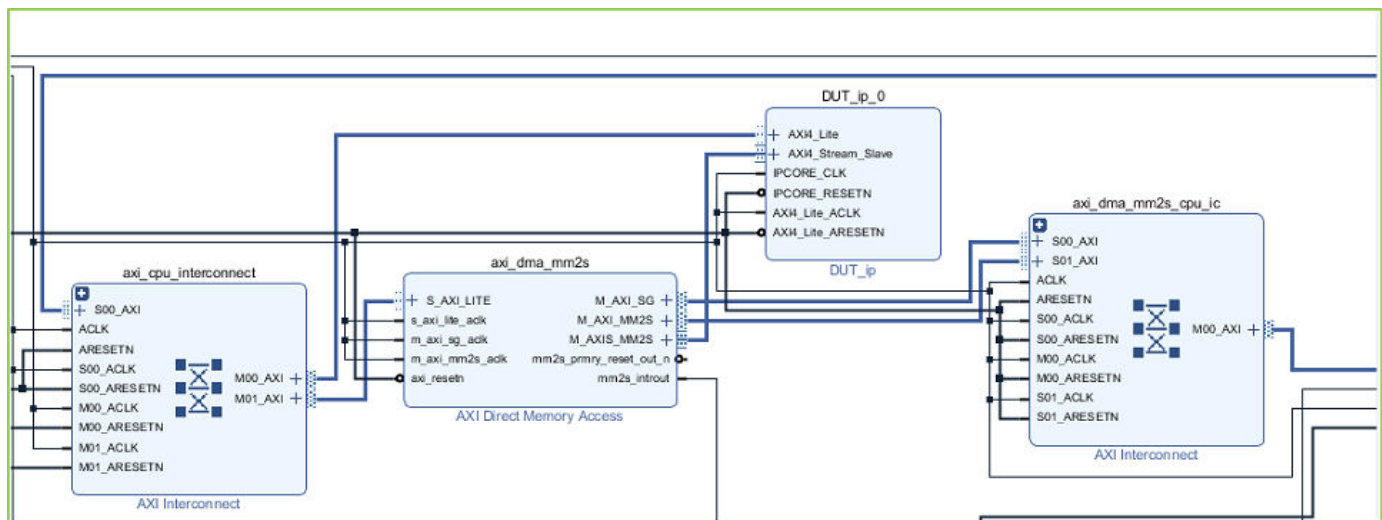 DUT_ip_0
AXI4_Lite
AXI4_Stream_Slave
IPCORE_CLK
IPCORE_RESETN
AXI4_Lite_ACLK
AXI4_Lite_ARESETN
DUT_ip
axi_cpu_interconnect
S00_AXI
ACLK
ARESETN
S00_ACLK
S00_ARESETN
M00_ACLK
M00_ARESETN
M01_ACLK
M01_ARESETN
M00_AXI
M01_AXI
AXI Interconnect
axi_dma_mm2s
S_AXI_LITE
s_axi_lite_aclk
m_axi_sg_aclk
m_axi_mm2s_aclk
axi_resetn
M_AXI_SG
M_AXI_MM2S
M_AXIS_MM2S
mm2s_prmry_reset_out_n
mm2s_introut
AXI Direct Memory Access
axi_dma_mm2s_cpu_ic
S00_AXI
S01_AXI
ACLK
ARESETN
S00_ACLK
S00_ARESETN
M00_ACLK
M00_ARESETN
S01_ACLK
S01_ARESETN
M00_AXI
AXI Interconnect